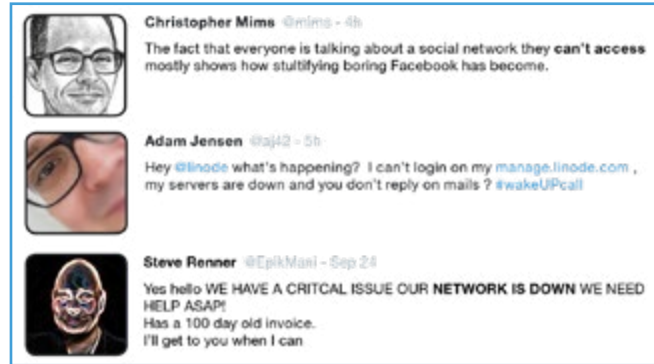 Christopher Mims @mims - 4h
The fact that everyone is talking about a social network they can't access
mostly shows how stultifying boring Facebook has become.
Adam Jensen @aj42 - 5h
Hey @linode what's happening? I can't login on my manage.linode.com ,
my servers are down and you don't reply on mails ? #wakeUPcall
Steve Renner @EpikMani - Sep 24
Yes hello WE HAVE A CRITCAL ISSUE OUR NETWORK IS DOWN WE NEED
HELP ASAP!
Has a 100 day old invoice.
I'll get to you when I can